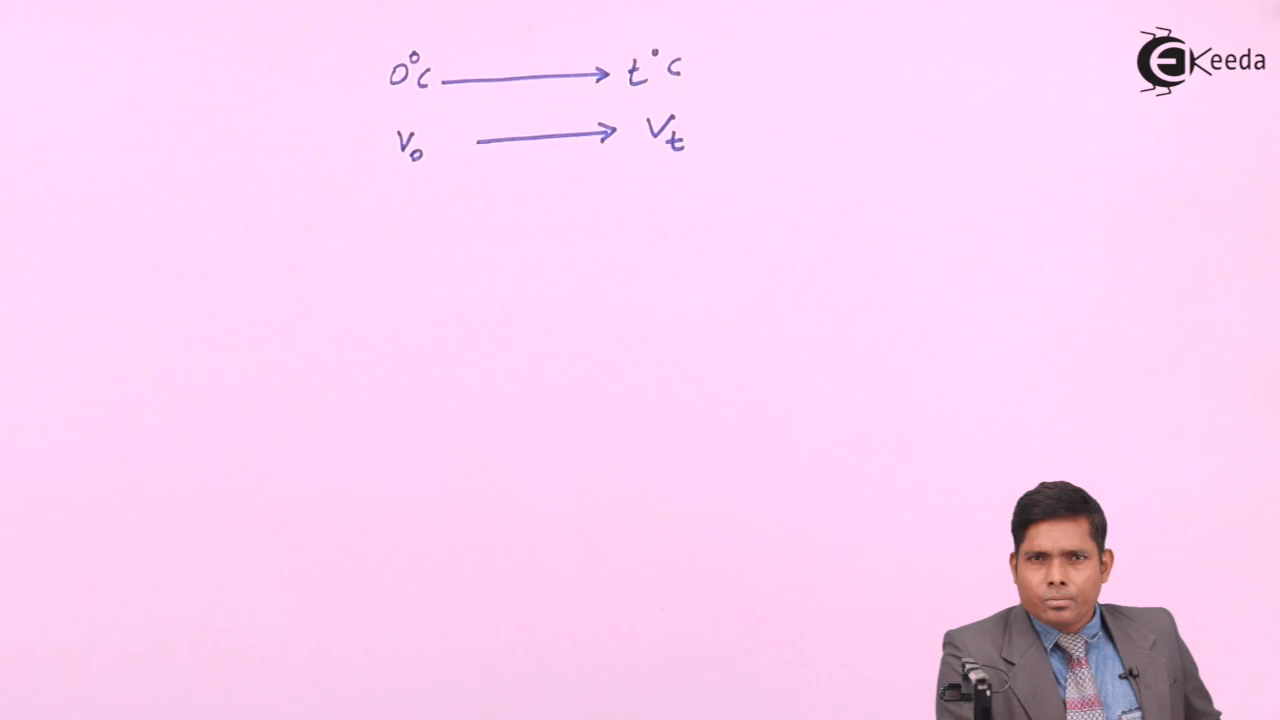 0°C ⟶ t°C
V₀ ⟶ Vₜ
EKeeda